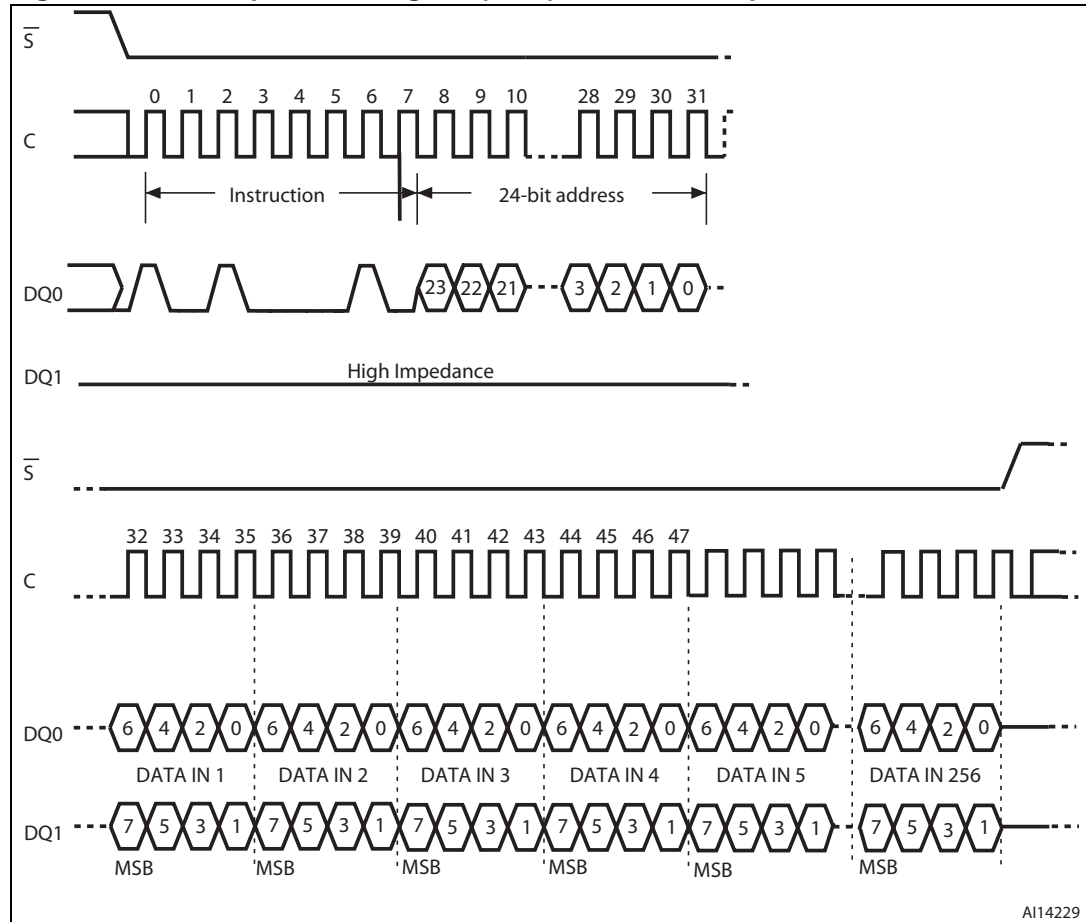 S
0 1 2 3 4 5 6 7 8 9 10 28 29 30 31
C
Instruction 24-bit address
DQ0 23 22 21 3 2 1 0
High Impedance
DQ1
S
32 33 34 35 36 37 38 39 40 41 42 43 44 45 46 47
C
DQ0 6 4 2 0 6 4 2 0 6 4 2 0 6 4 2 0 6 4 2 0 6 4 2 0
DATA IN 1 DATA IN 2 DATA IN 3 DATA IN 4 DATA IN 5 DATA IN 256
DQ1 7 5 3 1 7 5 3 1 7 5 3 1 7 5 3 1 7 5 3 1 7 5 3 1
MSB MSB MSB MSB MSB MSB
AI14229